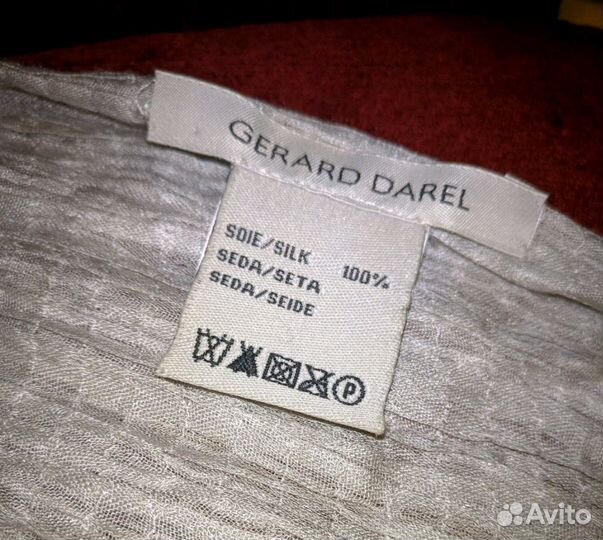 GERARD DAREL
SOIE/SILK 100%
SEDA/SETA
SEDA/SEIDE
P
Avito